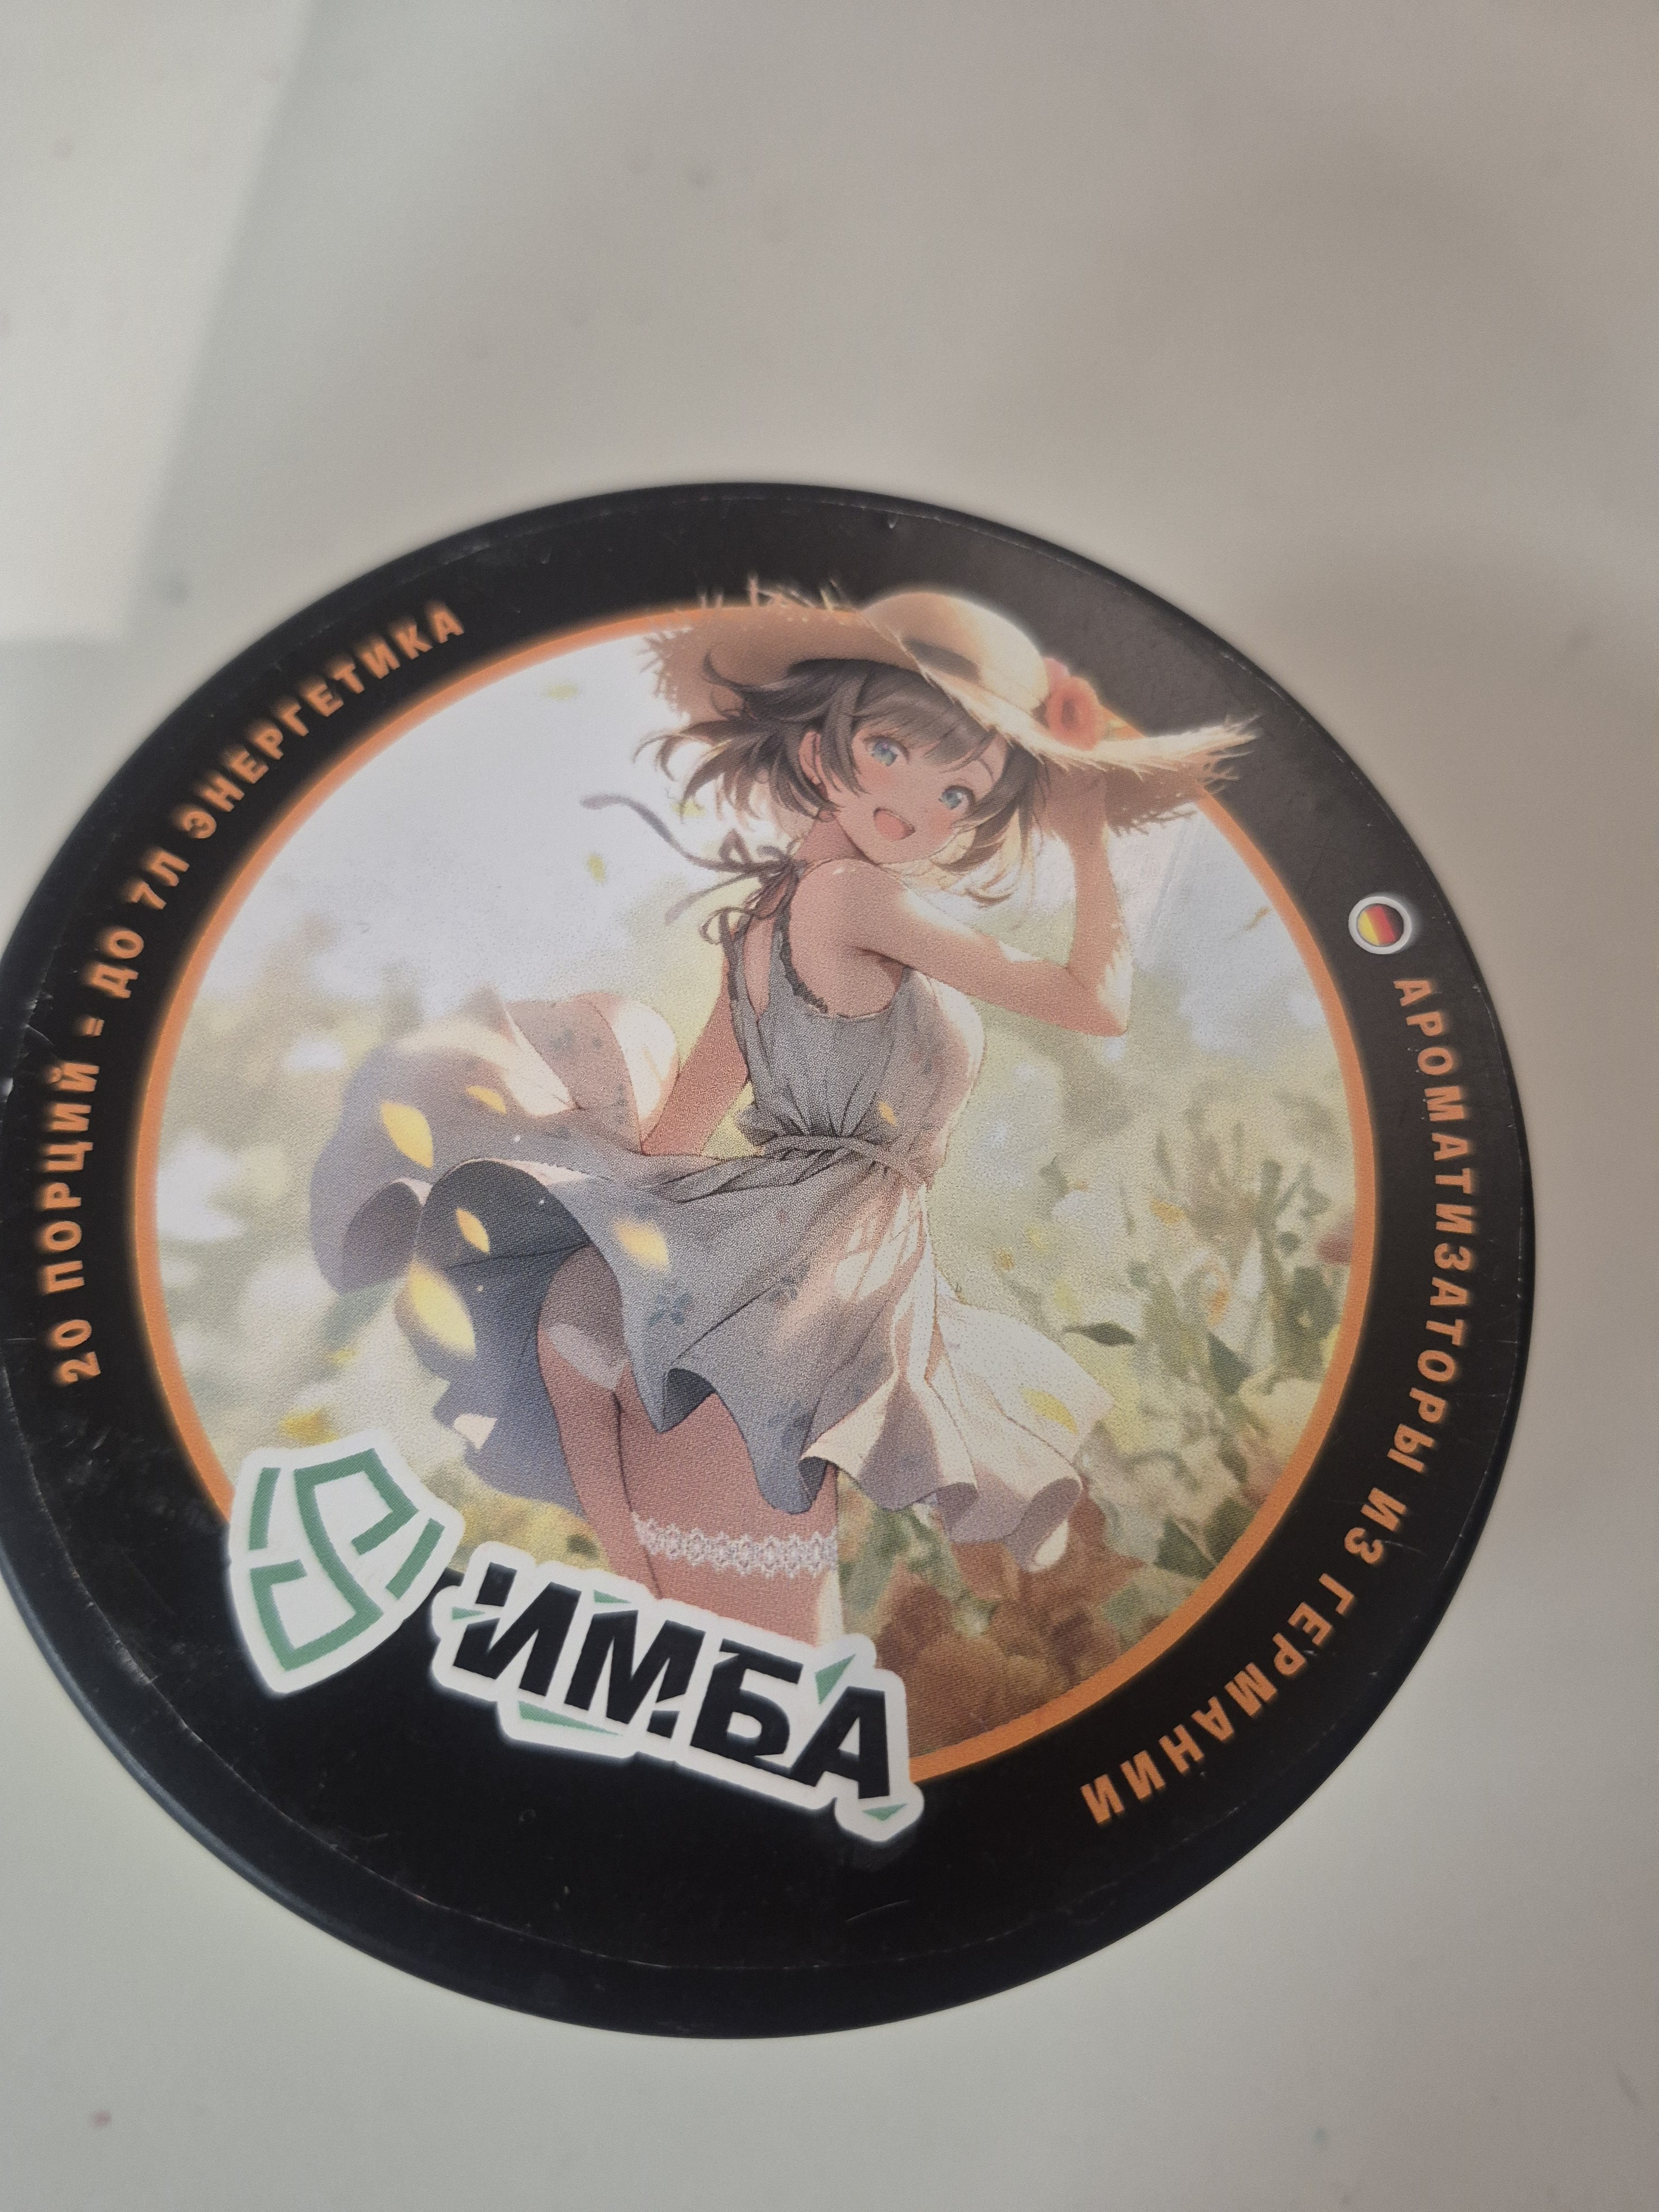 20 ПОРЦИЙ = ДО 7Л ЭНЕРГЕТИКА
АРОМАТИЗАТОРЫ ИЗ ГЕРМАНИИ
ИМБА